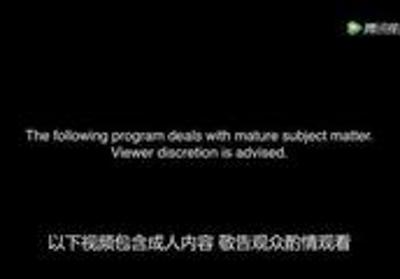 腾讯视频
The following program deals with mature subject matter.
Viewer discretion is advised.
以下视频包含成人内容 敬告观众酌情观看